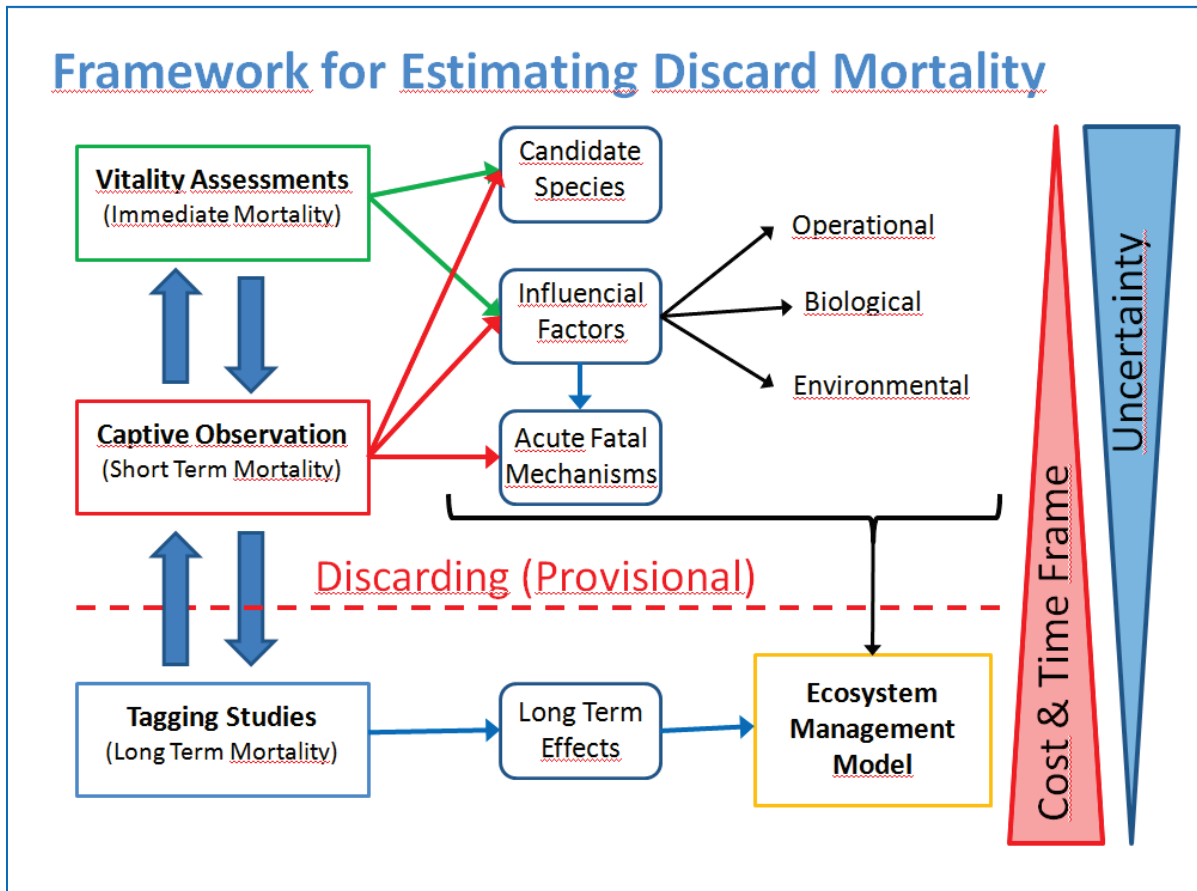 Framework for Estimating Discard Mortality
Vitality Assessments
(Immediate Mortality)
Candidate
Species
Operational
Influencial
Factors
Biological
Environmental
Captive Observation
(Short Term Mortality)
Acute Fatal
Mechanisms
Discarding (Provisional)
Tagging Studies
(Long Term Mortality)
Long Term
Effects
Ecosystem
Management
Model
Cost & Time Frame
Uncertainty